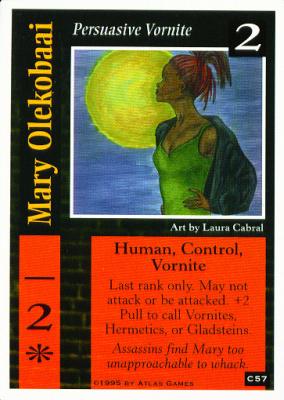 Persuasive Vornite
2
Mary Olekobaai
Art by Laura Cabral
Human, Control,
Vornite
Last rank only. May not
attack or be attacked. +2
Pull to call Vornites,
Hermetics, or Gladsteins.
Assassins find Mary too
unapproachable to whack.
2
*
©1995 BY ATLAS GAMES
C57